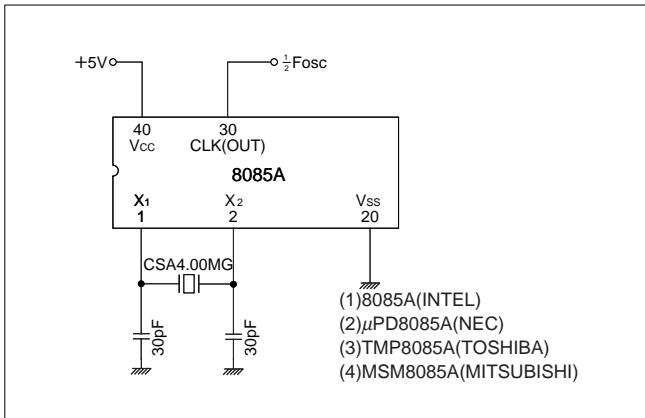 +5V
½Fosc
40
30
Vcc
CLK(OUT)
8085A
X1
X2
Vss
1
2
20
CSA4.00MG
30pF
30pF
(1)8085A(INTEL)
(2)μPD8085A(NEC)
(3)TMP8085A(TOSHIBA)
(4)MSM8085A(MITSUBISHI)